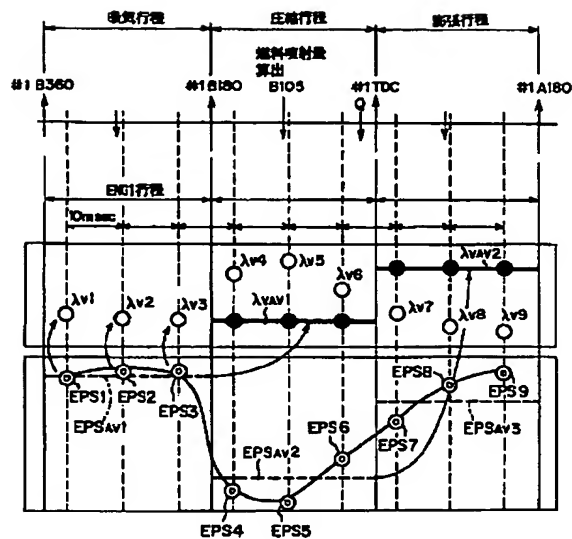 吸気行程
圧縮行程
膨張行程
燃料噴射量
算出
#1 B360
#1 B180
B105
Q
#1 TDC
#1 A180
ENG1行程
10msec
λV4
λV5
λV6
λVAV2
λV1
λV2
λV3
λVAV1
λV7
λV8
λV9
EPS8
EPS1
EPS2
EPS3
EPS9
EPSAV1
EPS6
EPS7
EPSAV3
EPSAV2
EPS4
EPS5